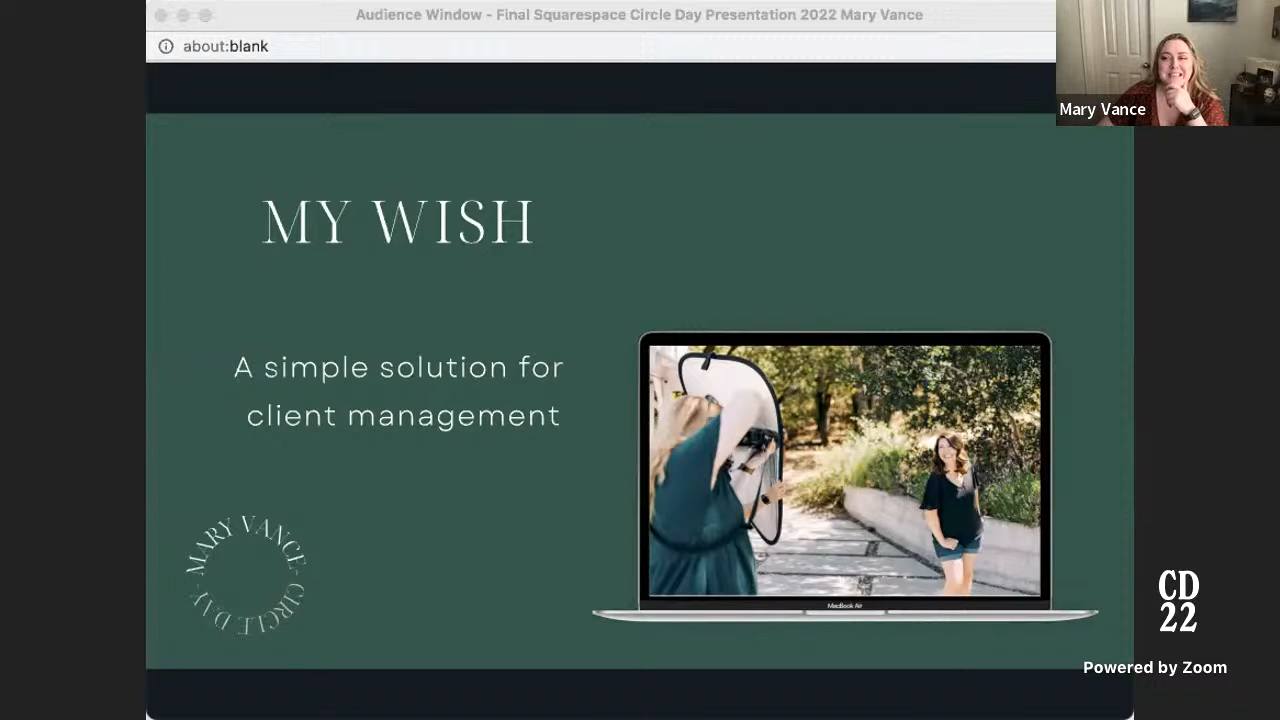 Audience Window - Final Squarespace Circle Day Presentation 2022 Mary Vance
about:blank
Mary Vance
MY WISH
A simple solution for
client management
MARY VANCE - CIRCLE DAY -
MacBook Air
CD
22
Powered by Zoom